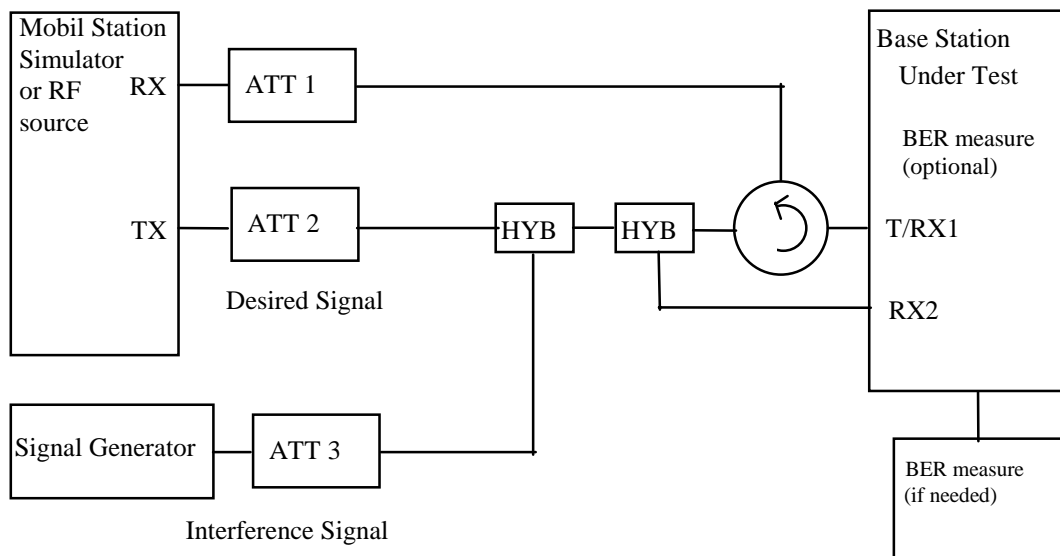 Mobil Station
Simulator
or RF
source
RX
TX
ATT 1
ATT 2
Desired Signal
HYB
HYB
Base Station
Under Test
BER measure
(optional)
T/RX1
RX2
Signal Generator
ATT 3
Interference Signal
BER measure
(if needed)